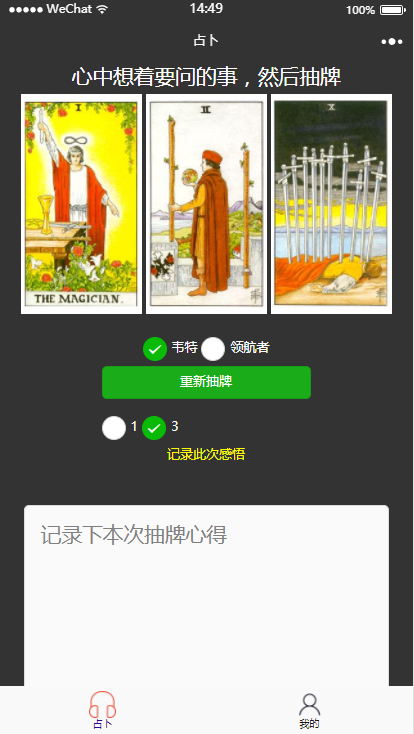 WeChat 14:49 100%
占卜
心中想着要问的事，然后抽牌
I II X
THE MAGICIAN.
韦特 领航者
重新抽牌
1 3
记录此次感悟
记录下本次抽牌心得
占卜 我的